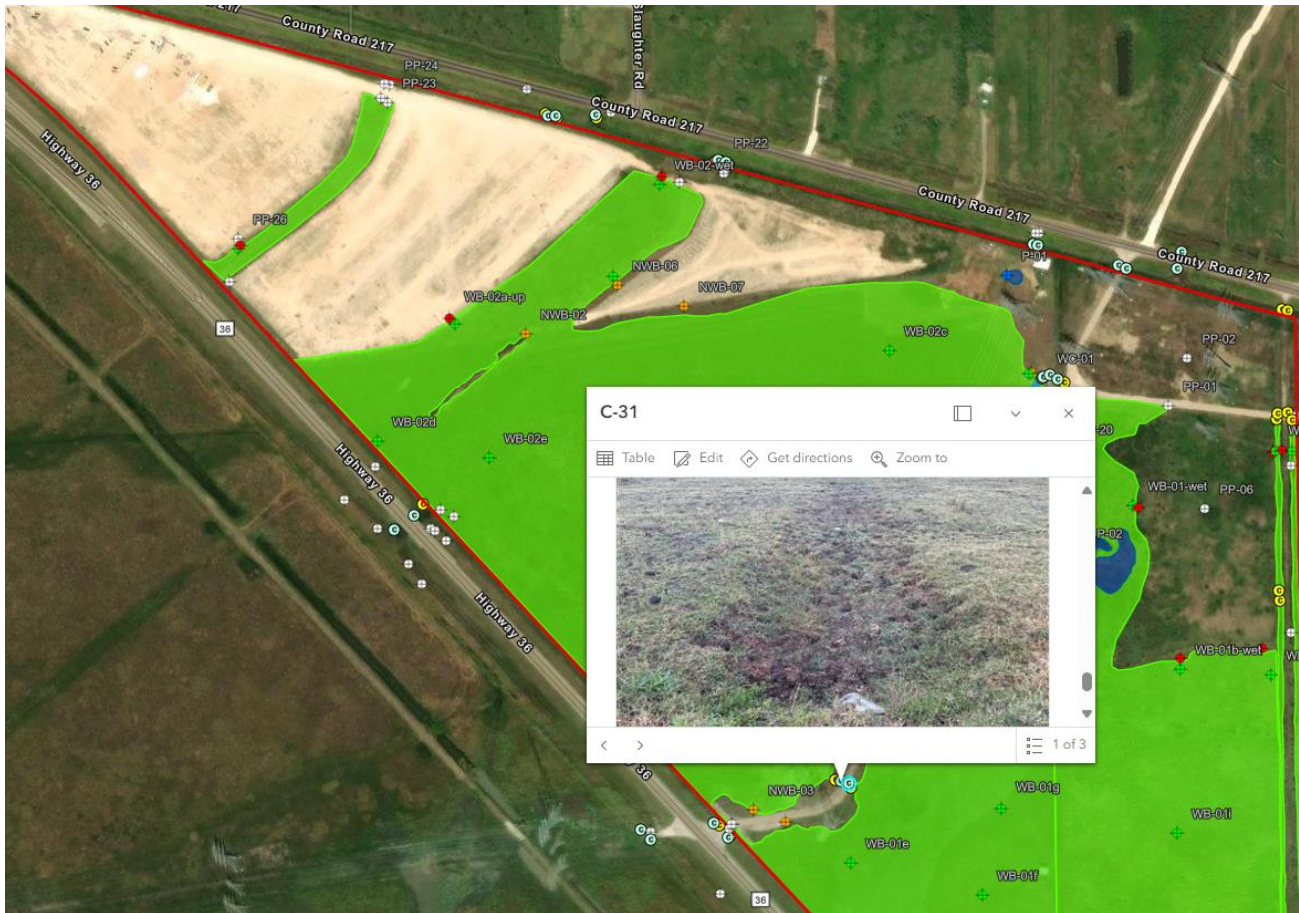 217
County Road 217
Slaughter Rd
PP-24
PP-23
County Road 217
PP-22
WB-02-wet
Highway 36
County Road 217
PP-26
P-01
County Road 217
NWB-06
NWB-07
WB-02a-up
NWB-02
36
WB-02c
PP-02
WC-01
PP-01
C-31
WB-02d
-20
WB-02e
Table
Edit
Get directions
Zoom to
Highway 36
WB-01-wet
PP-06
P-02
Highway 36
WB-01b-wet
1 of 3
36
NWB-03
WB-01g
WB-01i
WB-01e
WB-01f
36